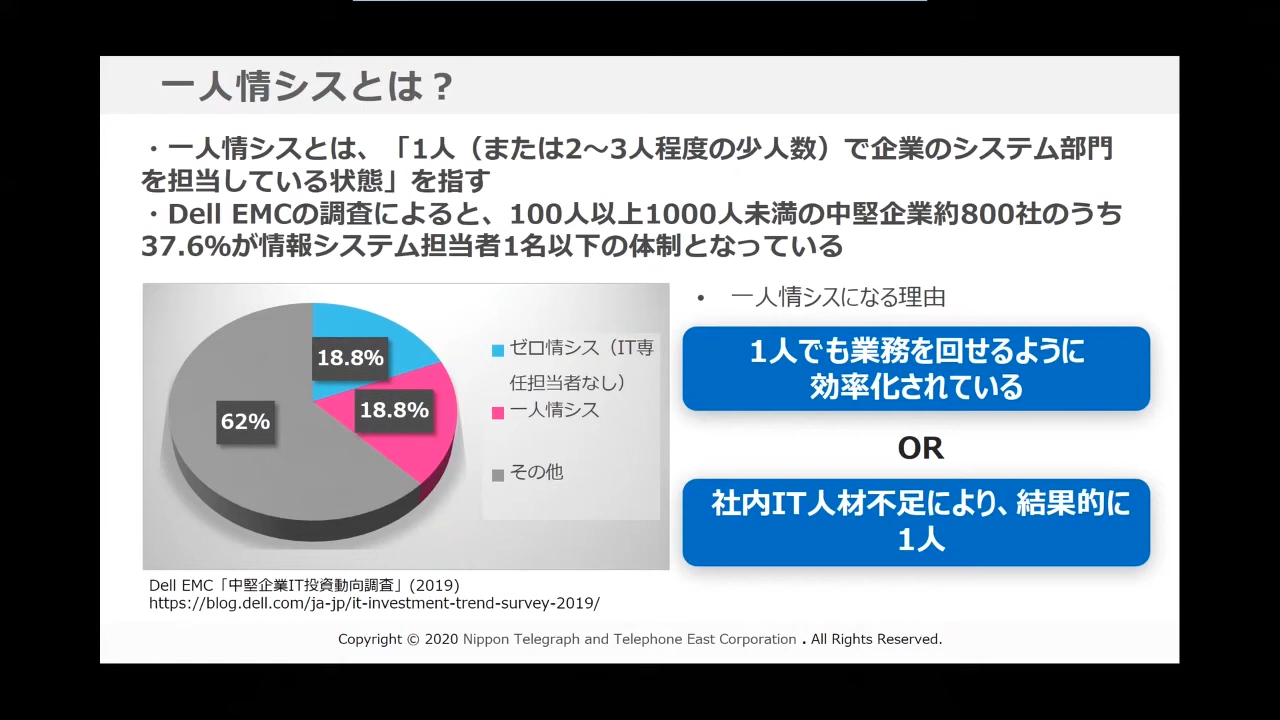 一人情シスとは？
・一人情シスとは、「1人（または2～3人程度の少人数）で企業のシステム部門
を担当している状態」を指す
・Dell EMCの調査によると、100人以上1000人未満の中堅企業約800社のうち
37.6%が情報システム担当者1名以下の体制となっている
18.8%
18.8%
62%
ゼロ情シス（IT専
任担当者なし）
一人情シス
その他
• 一人情シスになる理由
1人でも業務を回せるように
効率化されている
OR
社内IT人材不足により、結果的に
1人
Dell EMC「中堅企業IT投資動向調査」(2019)
https://blog.dell.com/ja-jp/it-investment-trend-survey-2019/
Copyright © 2020 Nippon Telegraph and Telephone East Corporation . All Rights Reserved.